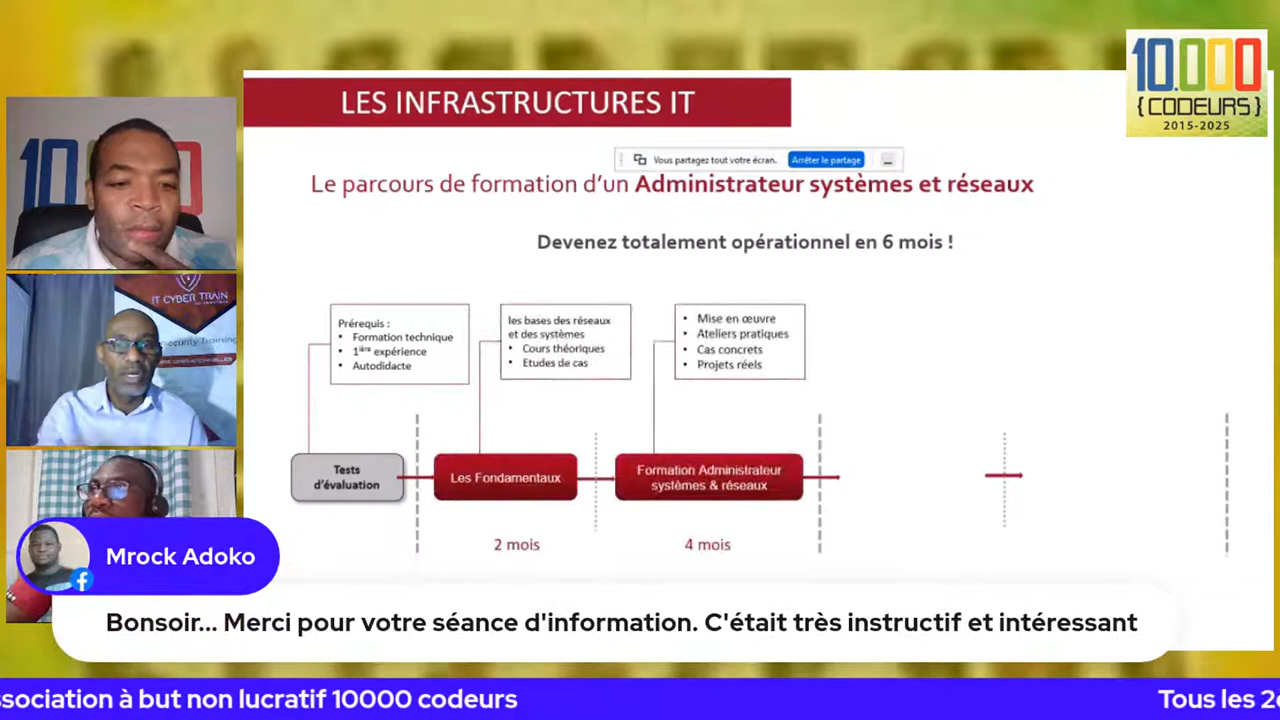 10.000
{CODEURS}
2015-2025
LES INFRASTRUCTURES IT
Vous partagez tout votre écran.
Arrêter le partage
Le parcours de formation d'un Administrateur systèmes et réseaux
Devenez totalement opérationnel en 6 mois !
IT CYBER TRAIN
Prérequis :
• Formation technique
• 1ière expérience
• Autodidacte
les bases des réseaux
et des systèmes
• Cours théoriques
• Etudes de cas
• Mise en œuvre
• Ateliers pratiques
• Cas concrets
• Projets réels
Tests
d'évaluation
Les Fondamentaux
Formation Administrateur
systèmes & réseaux
2 mois
4 mois
Mrock Adoko
Bonsoir... Merci pour votre séance d'information. C'était très instructif et intéressant
ssociation à but non lucratif 10000 codeurs
Tous les 2